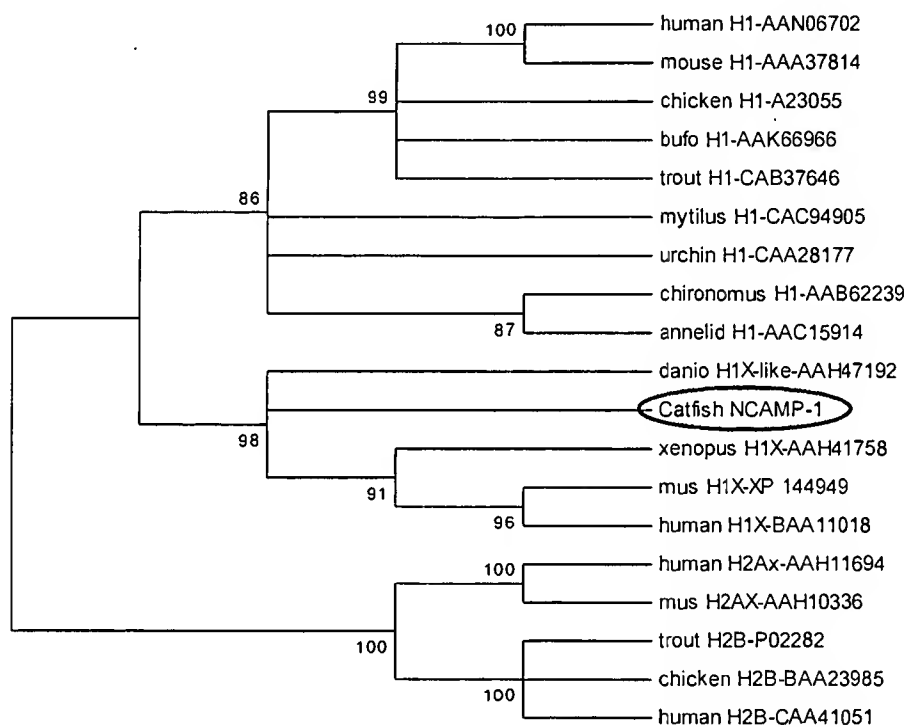 human H1-AAN06702
100
mouse H1-AAA37814
99
chicken H1-A23055
bufo H1-AAK66966
trout H1-CAB37646
86
mytilus H1-CAC94905
urchin H1-CAA28177
chironomus H1-AAB62239
87
annelid H1-AAC15914
danio H1X-like-AAH47192
Catfish NCAMP-1
98
xenopus H1X-AAH41758
91
mus H1X-XP 144949
96
human H1X-BAA11018
human H2Ax-AAH11694
100
mus H2AX-AAH10336
100
trout H2B-P02282
chicken H2B-BAA23985
100
human H2B-CAA41051